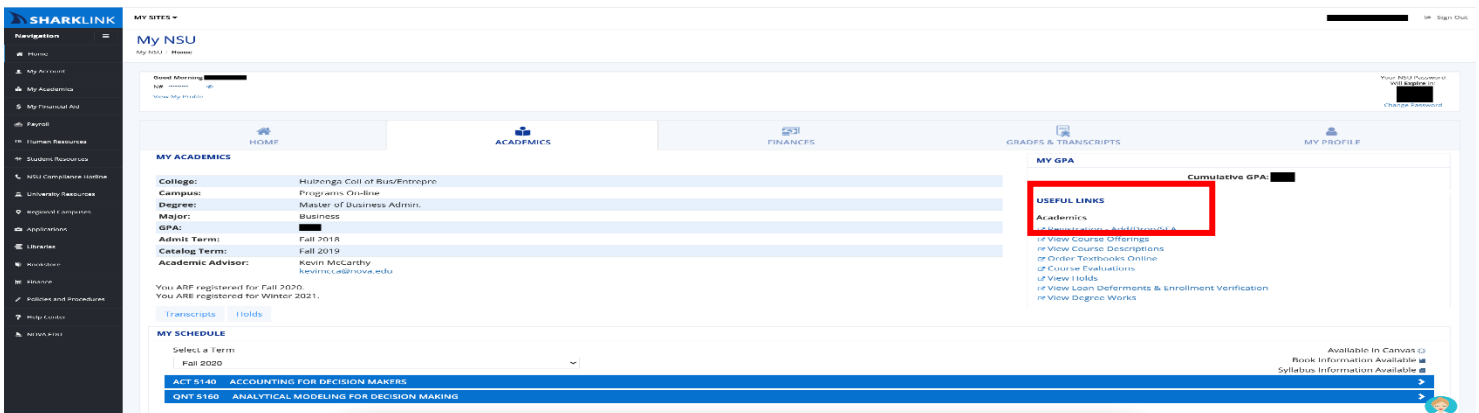 SHARKLINK
MY SITES
Sign Out
Navigation
My NSU
My NSU / Home
Home
My Account
My Academics
My Financial Aid
Payroll
Human Resources
Student Resources
NSU Compliance Hotline
University Resources
Regional Campuses
Applications
Libraries
Bookstore
Finance
Policies and Procedures
Help Center
NOVA.EDU
Good Morning
N#
View My Profile
Your NSU Password
Will Expire in:
Change Password
HOME
ACADEMICS
FINANCES
GRADES & TRANSCRIPTS
MY PROFILE
MY ACADEMICS
College: Huizenga Coll of Bus/Entrepre
Campus: Programs On-line
Degree: Master of Business Admin.
Major: Business
GPA:
Admit Term: Fall 2018
Catalog Term: Fall 2019
Academic Advisor: Kevin McCarthy
kevimcca@nova.edu
You ARE registered for Fall 2020.
You ARE registered for Winter 2021.
Transcripts Holds
MY GPA
Cumulative GPA:
USEFUL LINKS
Academics
Registration - Add/Drop/SEA
View Course Offerings
View Course Descriptions
Order Textbooks Online
Course Evaluations
View Holds
View Loan Deferments & Enrollment Verification
View Degree Works
MY SCHEDULE
Select a Term
Fall 2020
Available In Canvas
Book Information Available
Syllabus Information Available
ACT 5140 ACCOUNTING FOR DECISION MAKERS
QNT 5160 ANALYTICAL MODELING FOR DECISION MAKING